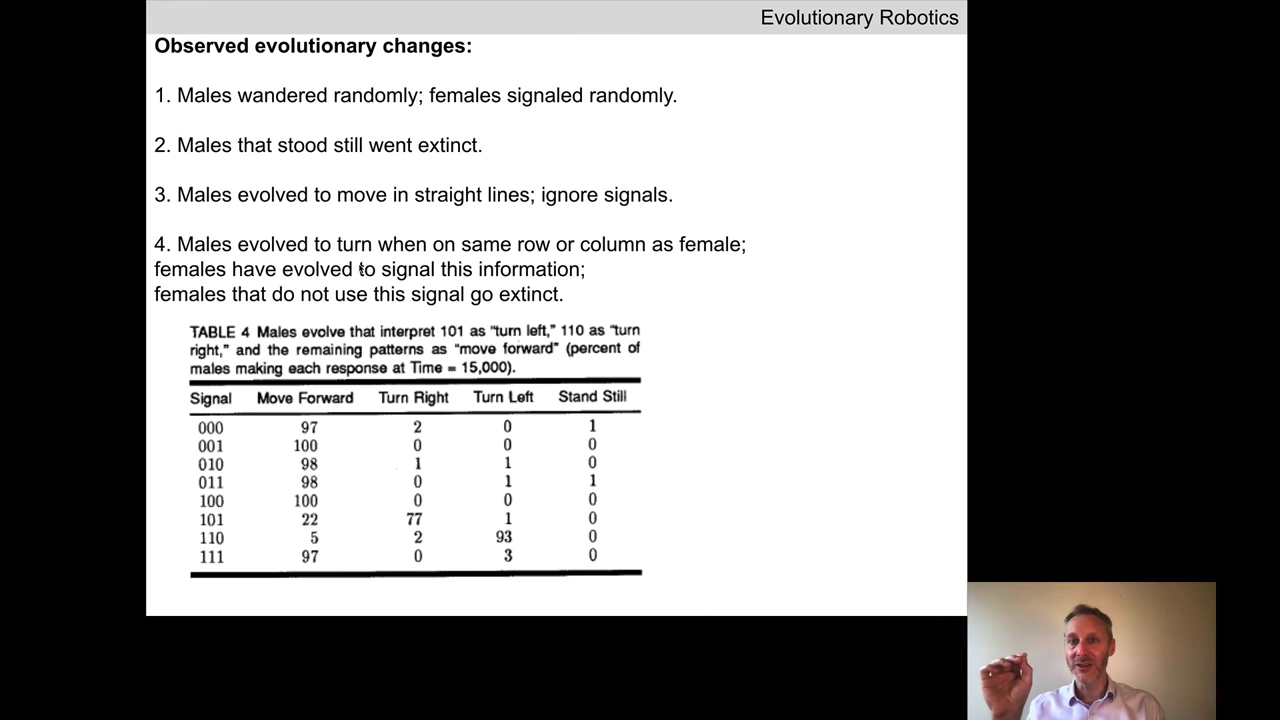 Evolutionary Robotics
Observed evolutionary changes:
1. Males wandered randomly; females signaled randomly.
2. Males that stood still went extinct.
3. Males evolved to move in straight lines; ignore signals.
4. Males evolved to turn when on same row or column as female;
females have evolved to signal this information;
females that do not use this signal go extinct.
TABLE 4 Males evolve that interpret 101 as "turn left," 110 as "turn
right," and the remaining patterns as "move forward" (percent of
males making each response at Time = 15,000).
Signal Move Forward Turn Right Turn Left Stand Still
000 97 2 0 1
001 100 0 0 0
010 98 1 1 0
011 98 0 1 1
100 100 0 0 0
101 22 77 1 0
110 5 2 93 0
111 97 0 3 0